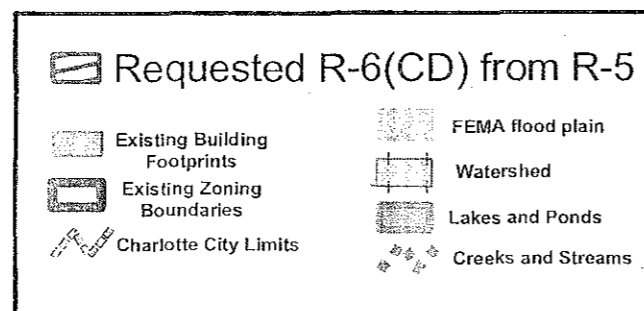 Requested R-6(CD) from R-5
Existing Building
Footprints
Existing Zoning
Boundaries
Charlotte City Limits
FEMA flood plain
Watershed
Lakes and Ponds
Creeks and Streams